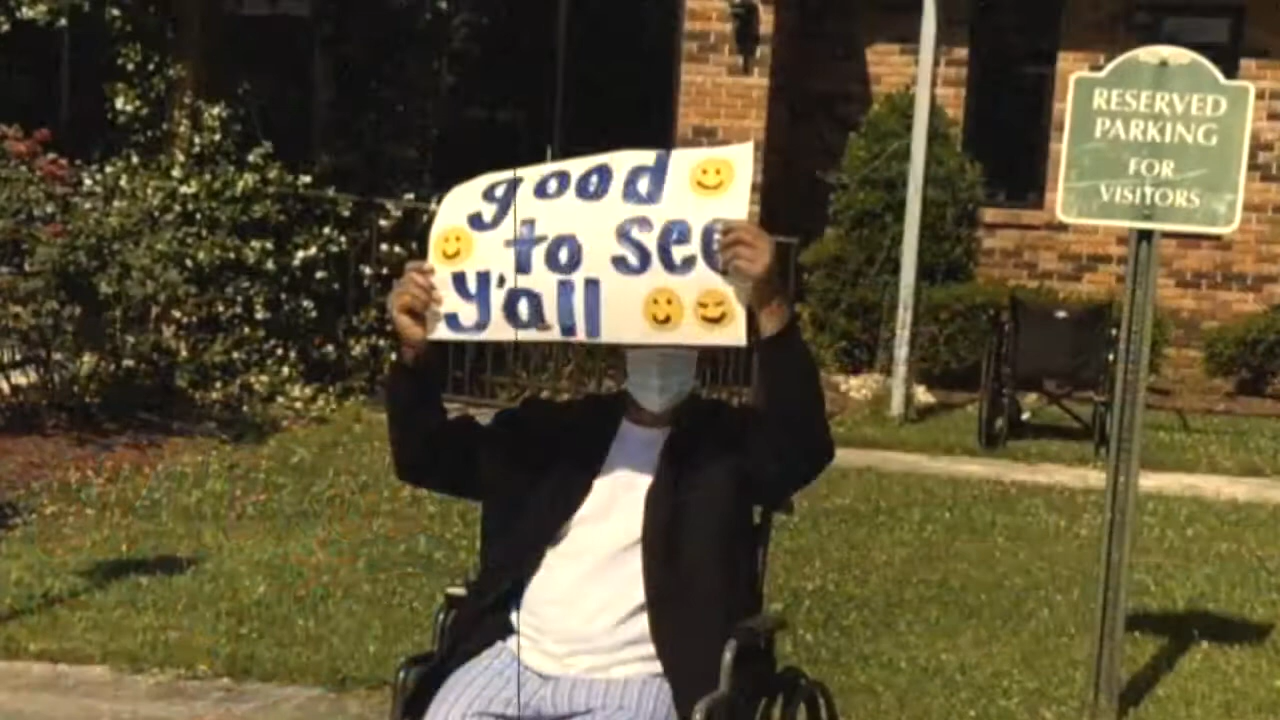 good
to see
y'all
RESERVED
PARKING
FOR
VISITORS